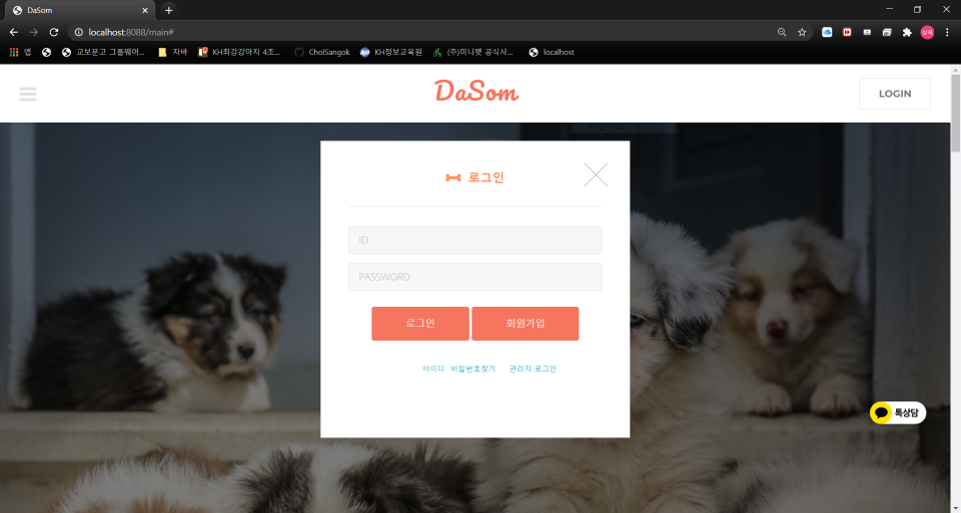 DaSom
localhost:8088/main#
앱
교보문고 그룹웨어...
자바
KH최강강아지 4조...
ChoiSangok
KH정보교육원
(주)미니펫 공식사...
localhost
DaSom
LOGIN
로그인
ID
PASSWORD
로그인
회원가입
아이디 비밀번호찾기 관리자 로그인
톡상담